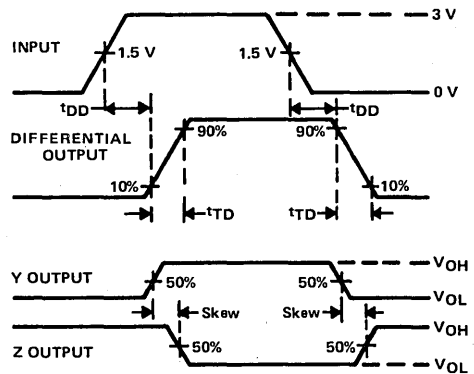 3 V
INPUT
1.5 V 1.5 V
0 V
tDD tDD
DIFFERENTIAL
OUTPUT
90% 90%
10% 10%
tTD tTD
Y OUTPUT
50% 50%
VOH
VOL
Skew Skew
VOH
Z OUTPUT
50% 50%
VOL